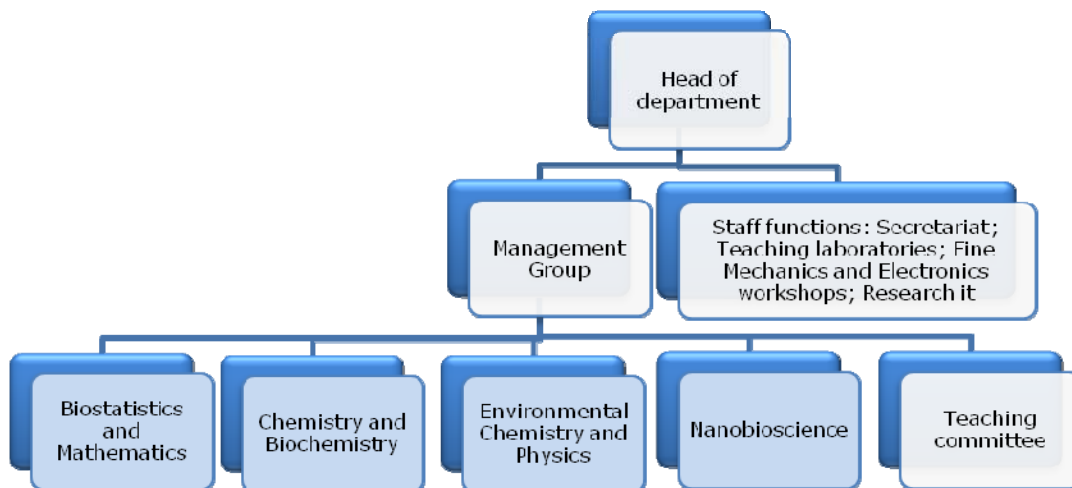 Head of
department
Management
Group
Staff functions: Secretariat;
Teaching laboratories; Fine
Mechanics and Electronics
workshops; Research it
Biostatistics
and
Mathematics
Chemistry and
Biochemistry
Environmental
Chemistry and
Physics
Nanobioscience
Teaching
committee